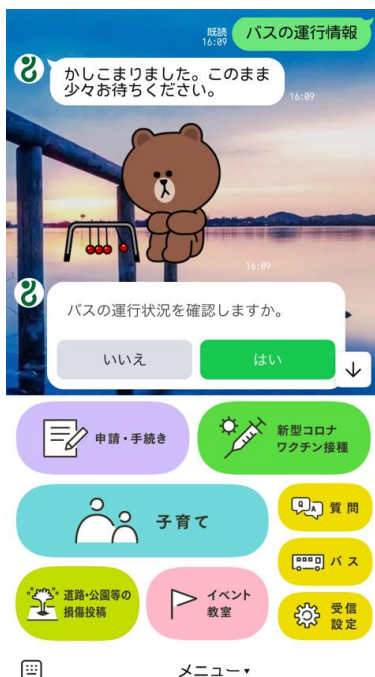 バスの運行情報
既読
16:09
かしこまりました。このまま
少々お待ちください。
16:09
16:09
バスの運行状況を確認しますか。
いいえ
はい
申請・手続き
新型コロナ
ワクチン接種
子育て
Q A
質問
バス
道路・公園等の
損傷投稿
イベント
教室
受信
設定
メニュー▾